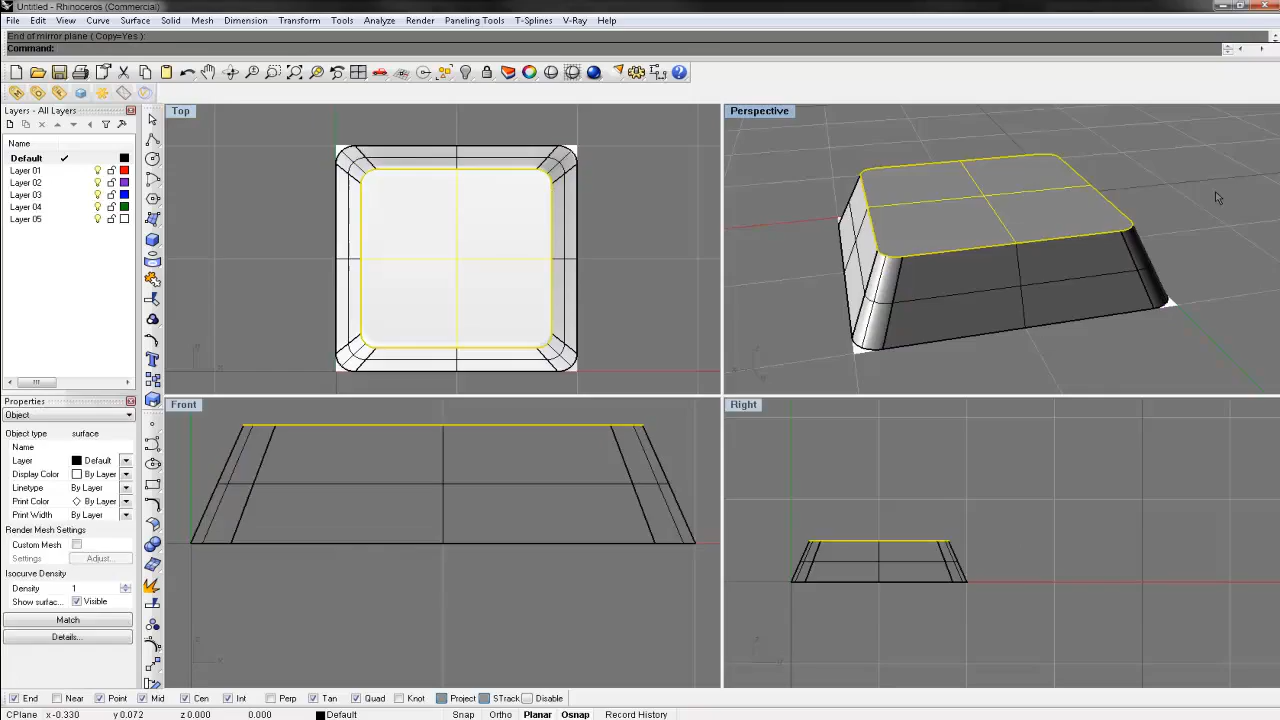 Untitled - Rhinoceros (Commercial)
File Edit View Curve Surface Solid Mesh Dimension Transform Tools Analyze Render Paneling Tools T-Splines V-Ray Help
End of mirror plane ( Copy=Yes ):
Command:
Layers - All Layers
Name
Default
Layer 01
Layer 02
Layer 03
Layer 04
Layer 05
Top
Perspective
Front
Right
Properties
Object
Object type surface
Name
Layer Default
Display Color By Layer
Linetype By Layer
Print Color By Layer
Print Width By Layer
Render Mesh Settings
Custom Mesh
Settings Adjust...
Isocurve Density
Density 1
Show surfac... Visible
Match
Details...
End Near Point Mid Cen Int Perp Tan Quad Knot Project STrack Disable
CPlane x -0.330 y 0.072 z 0.000 0.000 Default Snap Ortho Planar Osnap Record History